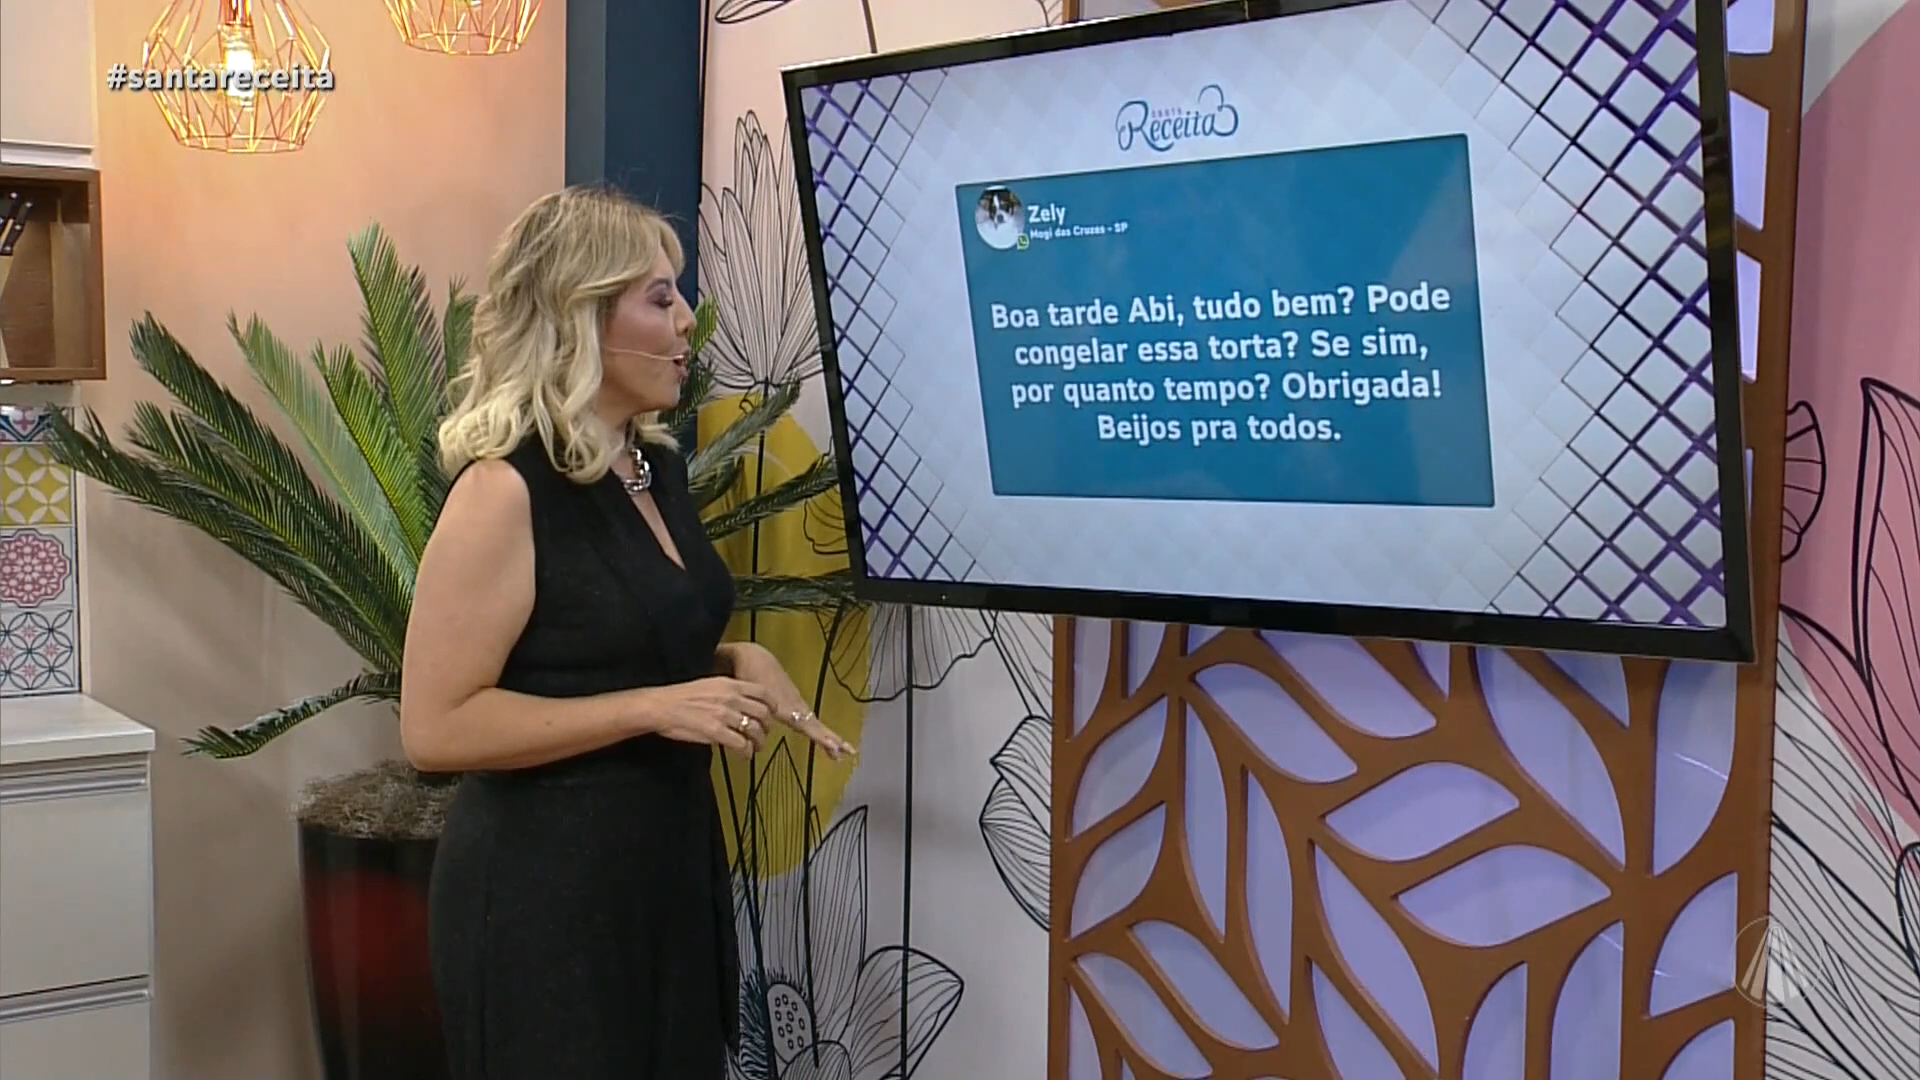 #santareceita
SANTA
Receita
Zely
Mogi das Cruzes - SP
Boa tarde Abi, tudo bem? Pode
congelar essa torta? Se sim,
por quanto tempo? Obrigada!
Beijos pra todos.